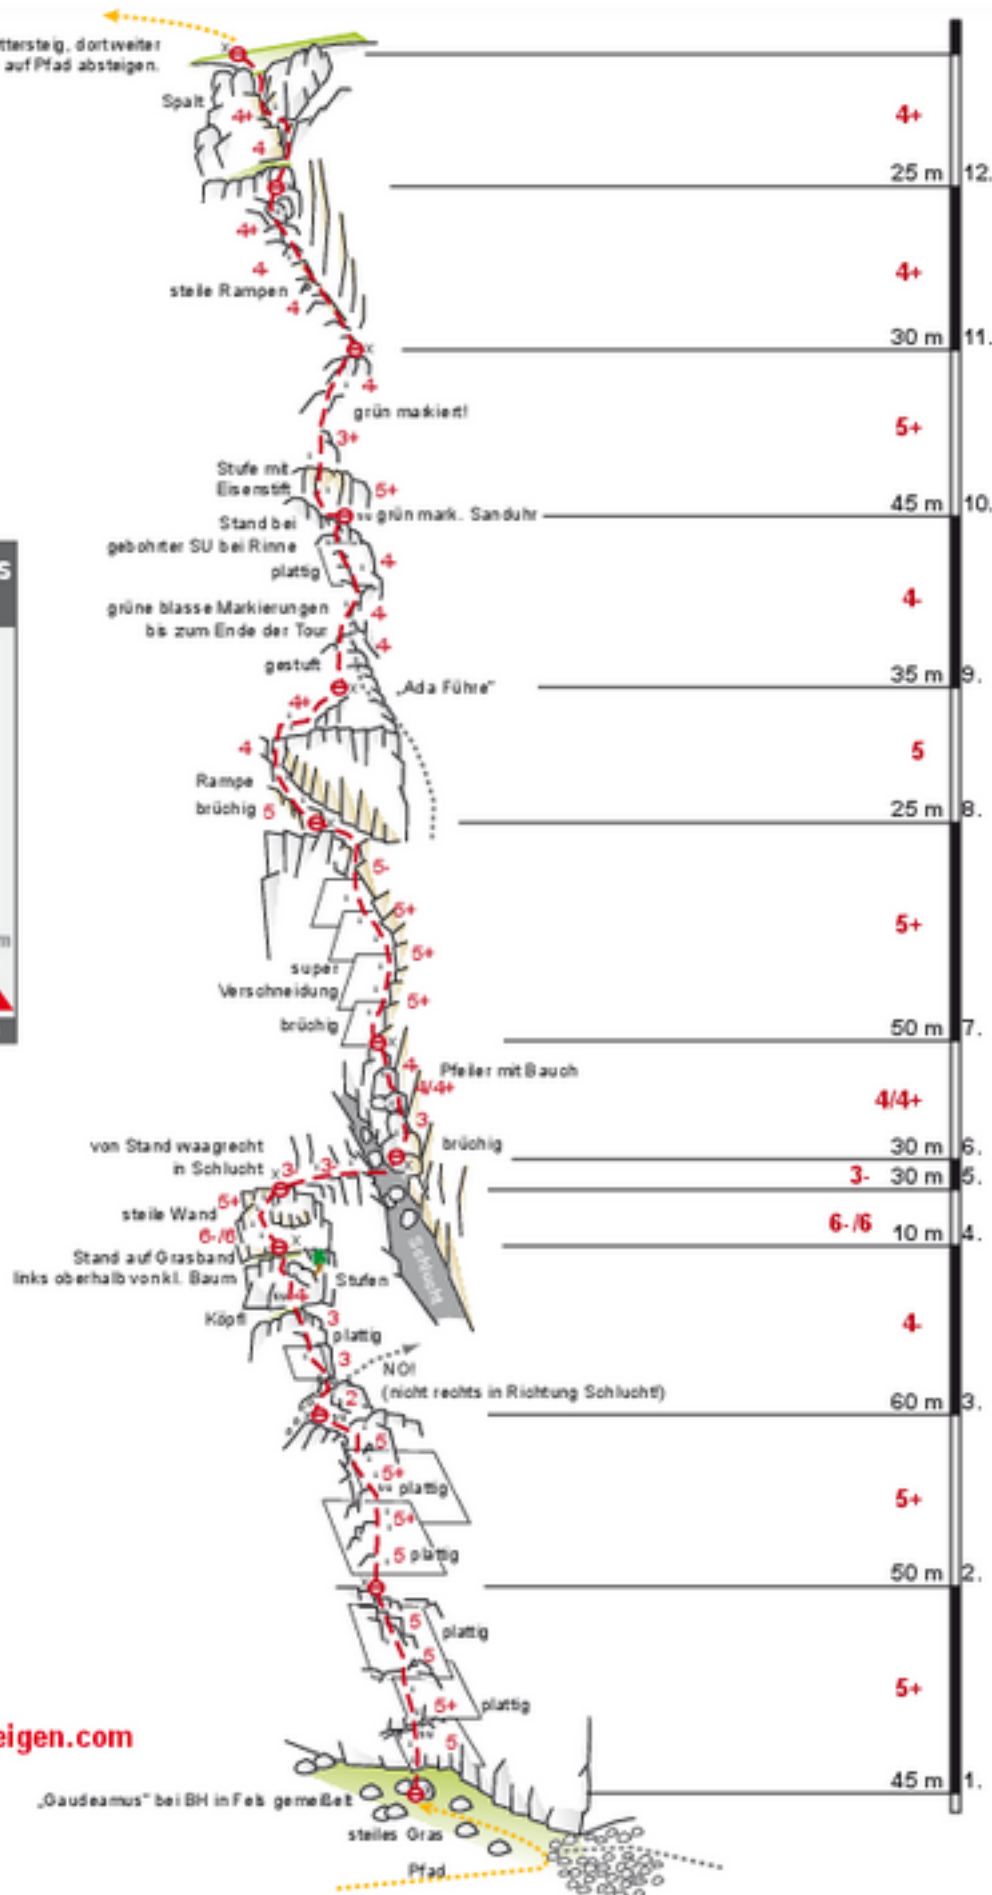 ttersteig, dort weiter
auf Pfad absteigen.
Spalt
4+
4+
4
25 m
12.
4+
4
4+
steile Rampen
4
30 m
11.
4
grün markiert!
5+
3+
Stufe mit
Eisenstift
5+
45 m
10.
grün mark. Sanduhr
Stand bei
gebohrter SU bei Rinne
4
plattig
4-
grüne blasse Markierungen
4
bis zum Ende der Tour
4
gestuft
35 m
9.
„Ada Führe"
4+
4
5
Rampe
brüchig
5
25 m
8.
5-
5+
5+
5+
super
Verschneidung
5+
brüchig
50 m
7.
4
Pfeiler mit Bauch
4/4+
4/4+
3
brüchig
30 m
6.
von Stand waagrecht
in Schlucht
3-
3-
3-
30 m
5.
5+
steile Wand
6-/6
6-/6
10 m
4.
Stand auf Grasband
links oberhalb von kl. Baum
Stufen
Schlucht
4
Köpfl
3
4-
plattig
3
NO!
(nicht rechts in Richtung Schlucht!)
2
60 m
3.
5
5+
plattig
5+
5+
5 plattig
50 m
2.
5
plattig
5
5+
5+
plattig
eigen.com
5
45 m
1.
„Gaudeamus" bei BH in Fels gemeißelt
steiles Gras
Pfad
s
m